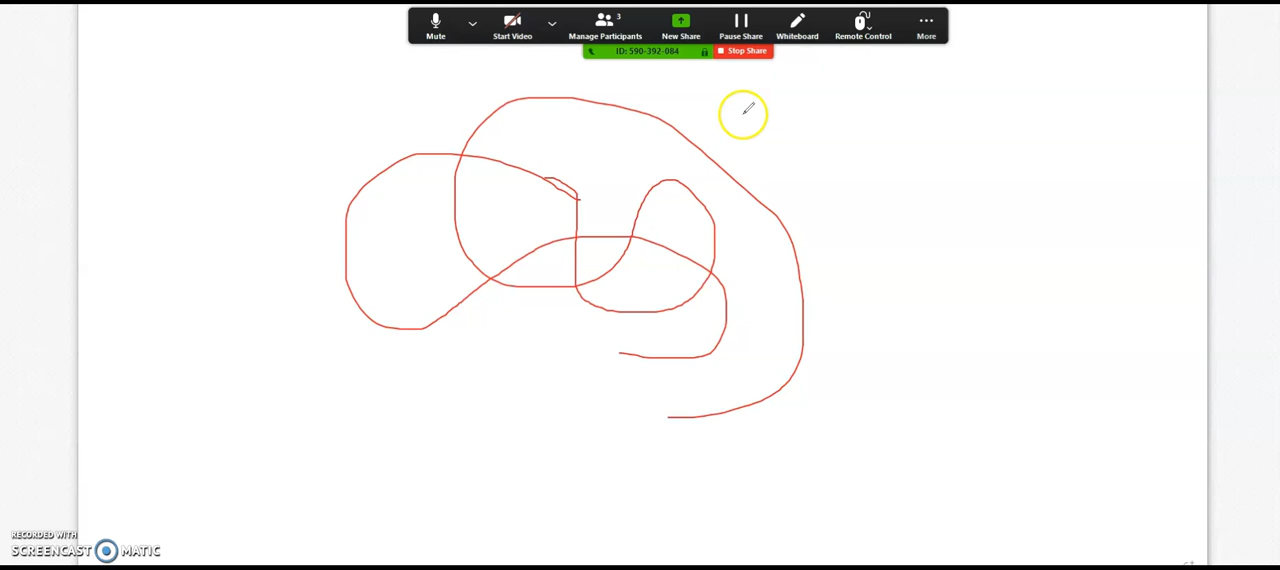 3
Mute Start Video Manage Participants New Share Pause Share Whiteboard Remote Control More
ID: 590-392-084 Stop Share
RECORDED WITH
SCREENCAST MATIC